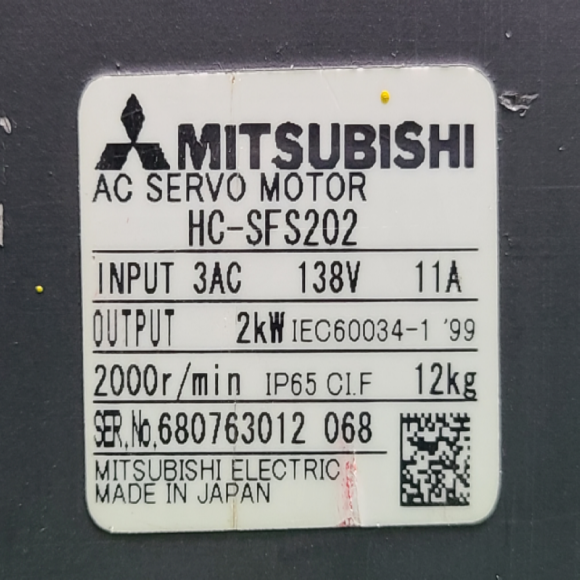 MITSUBISHI
AC SERVO MOTOR
HC-SFS202
INPUT 3AC 138V 11A
OUTPUT 2kW IEC60034-1 '99
2000r/min IP65 CI.F 12kg
SER.No.680763012 068
MITSUBISHI ELECTRIC
MADE IN JAPAN